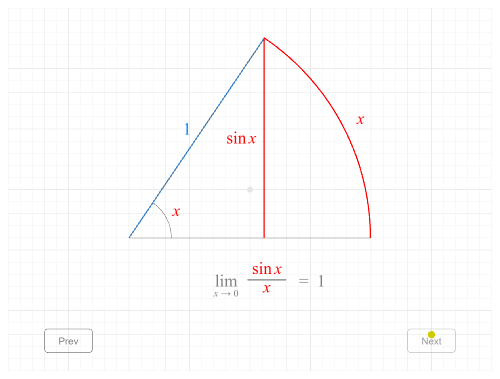 1
sin x
x
x
lim x → 0 sin x / x = 1
Prev
Next